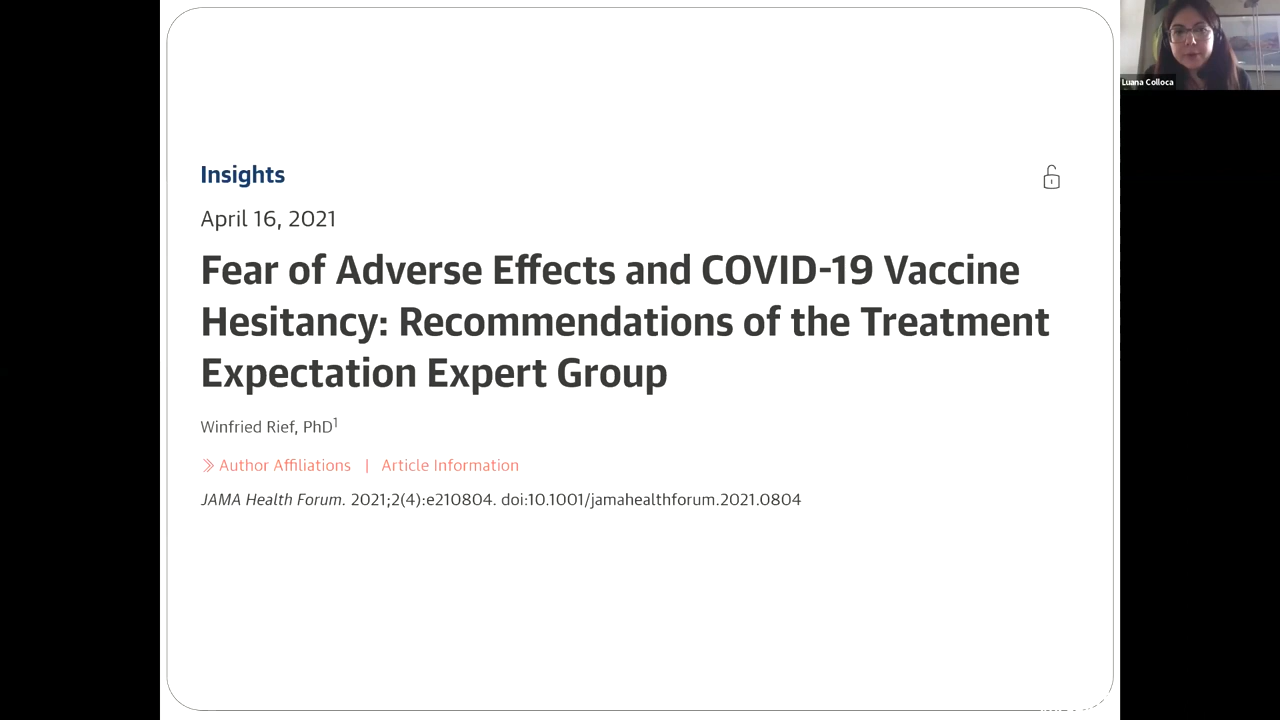 Luana Colloca
Insights
April 16, 2021
Fear of Adverse Effects and COVID-19 Vaccine
Hesitancy: Recommendations of the Treatment
Expectation Expert Group
Winfried Rief, PhD1
Author Affiliations | Article Information
JAMA Health Forum. 2021;2(4):e210804. doi:10.1001/jamahealthforum.2021.0804